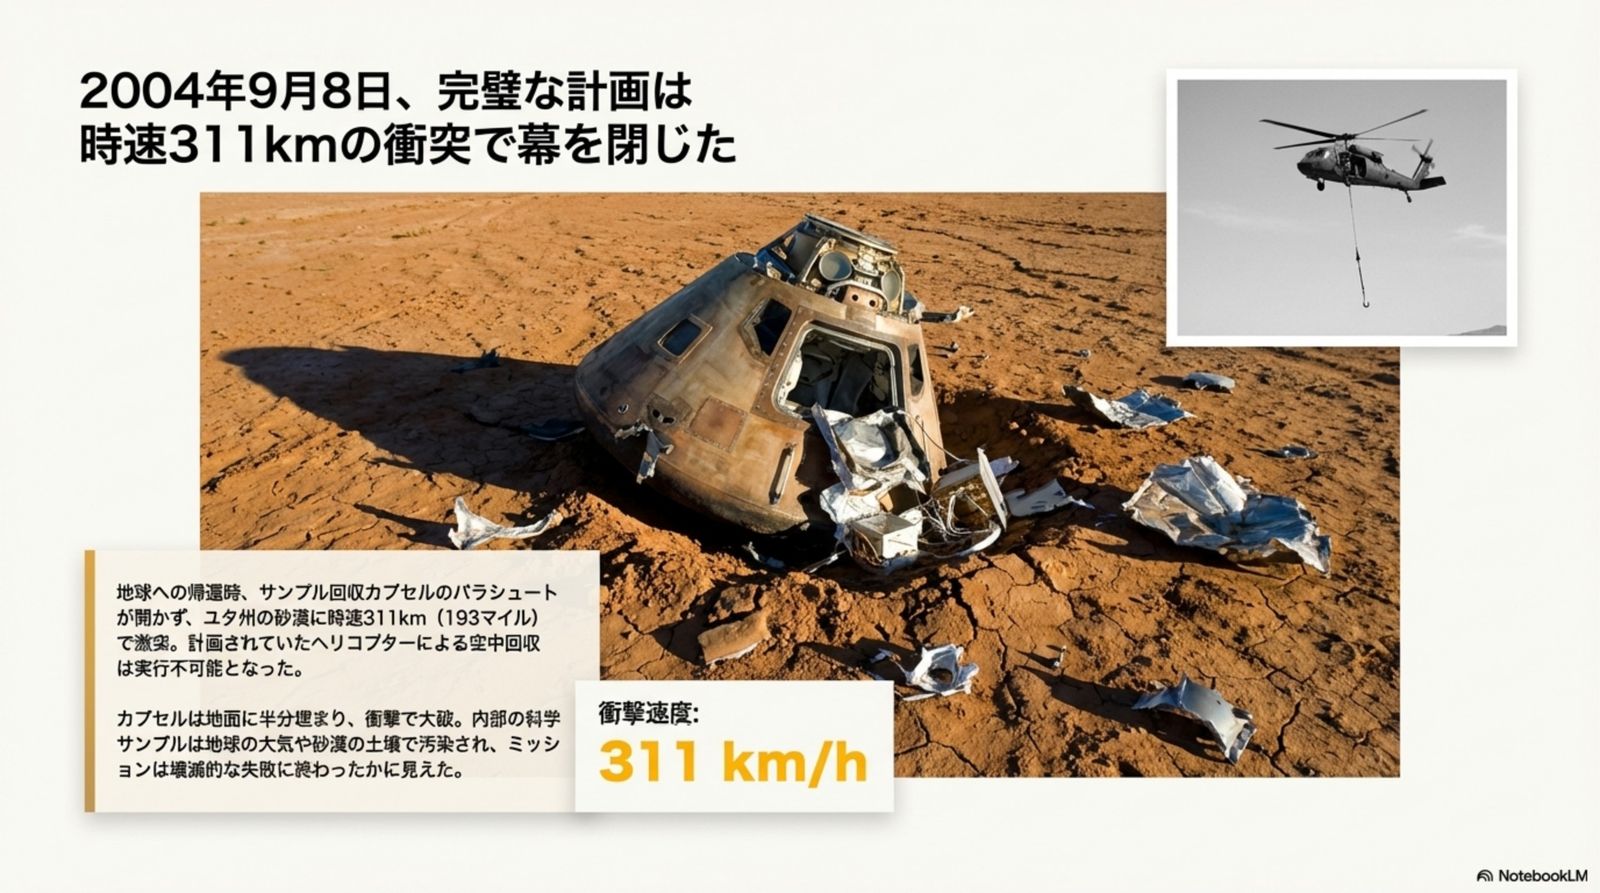 2004年9月8日、完璧な計画は
時速311kmの衝突で幕を閉じた
地球への帰還時、サンプル回収カプセルのパラシュート
が開かず、ユタ州の砂漠に時速311km（193マイル）
で激突。計画されていたヘリコプターによる空中回収
は実行不可能となった。
カプセルは地面に半分埋まり、衝撃で大破。内部の科学
サンプルは地球の大気や砂漠の土壌で汚染され、ミッシ
ョンは壊滅的な失敗に終わったかに見えた。
衝撃速度:
311 km/h
NotebookLM